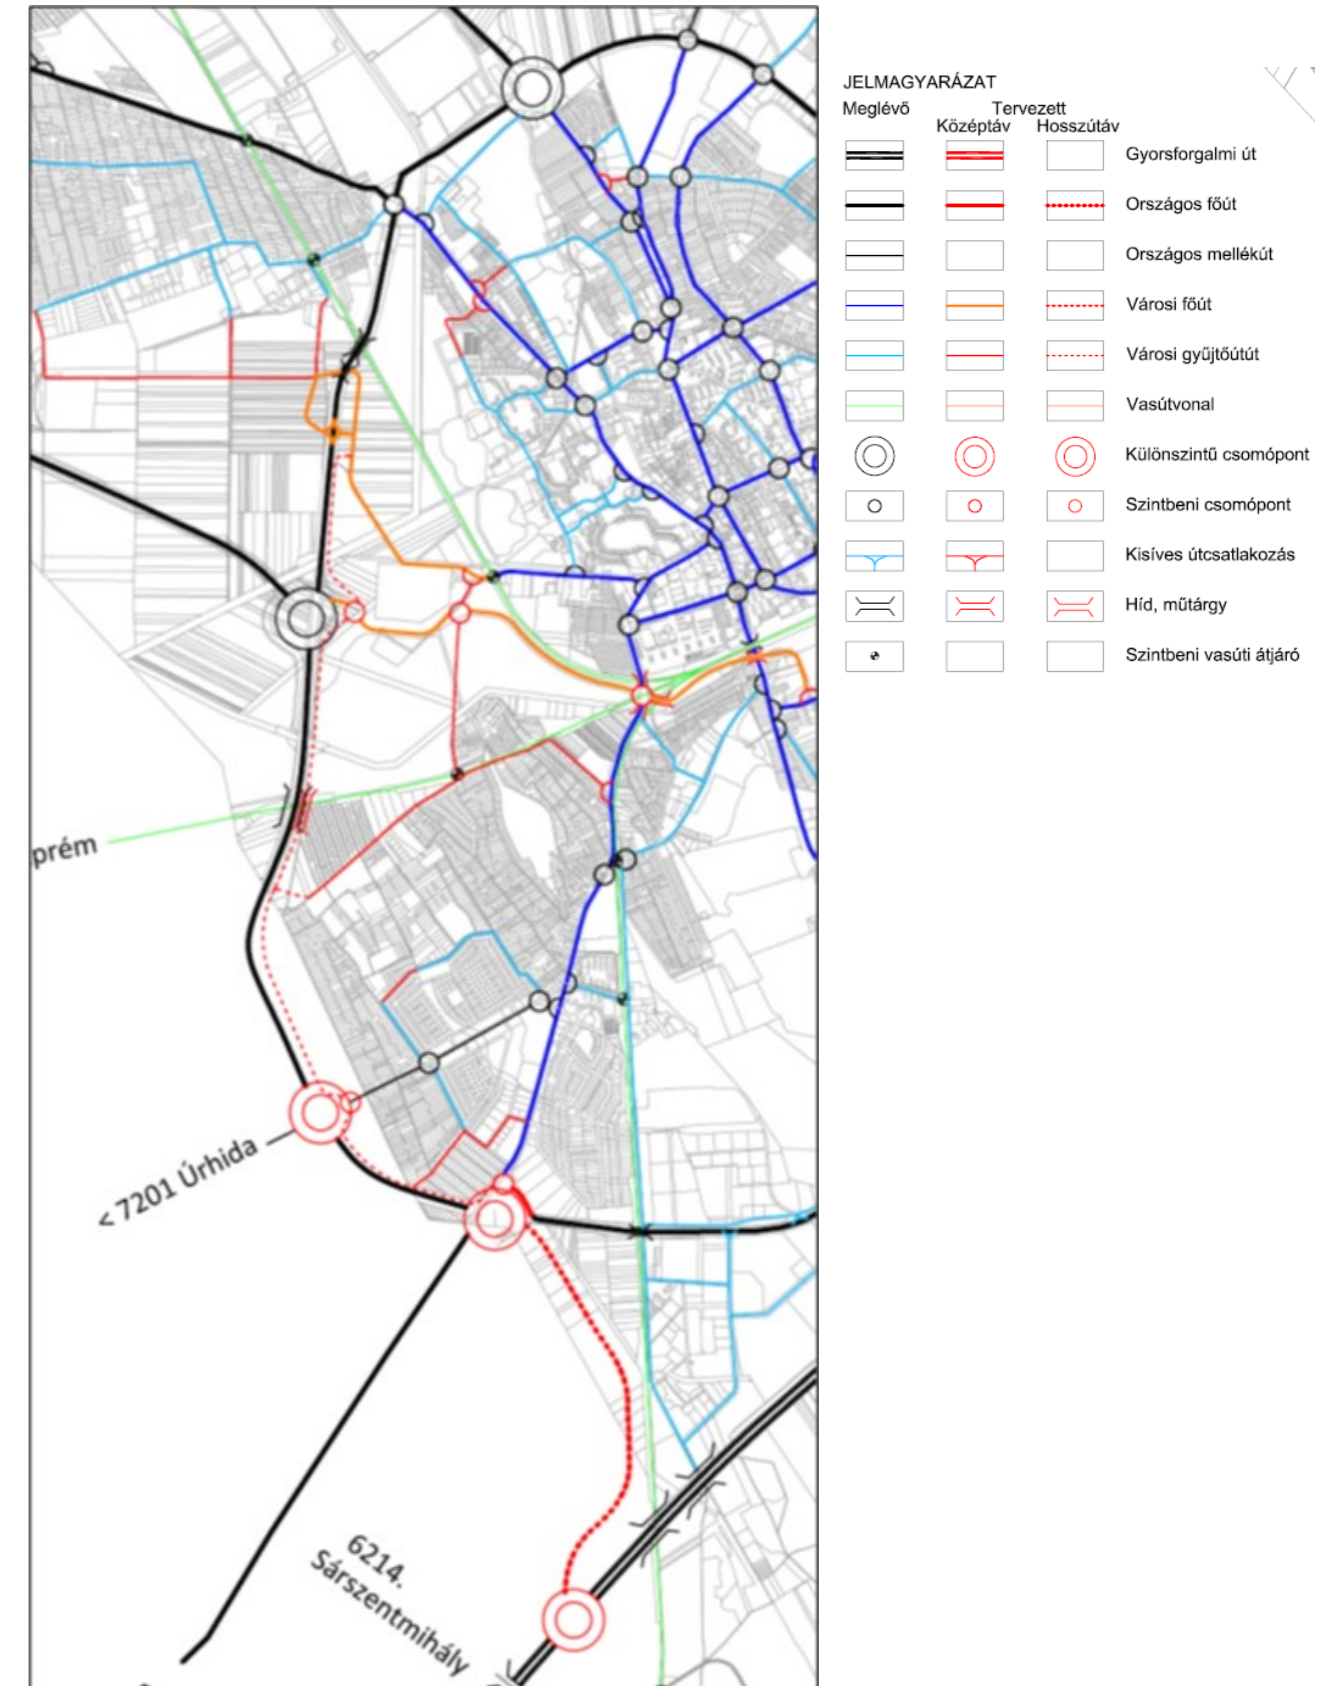 JELMAGYARÁZAT
Meglévő Tervezett
Középtáv Hosszútáv
Gyorsforgalmi út
Országos főút
Országos mellékút
Városi főút
Városi gyűjtőútút
Vasútvonal
Különszintű csomópont
Szintbeni csomópont
Kisíves útcsatlakozás
Híd, műtárgy
Szintbeni vasúti átjáró
prém
< 7201 Úrhida
6214.
Sárszentmihály